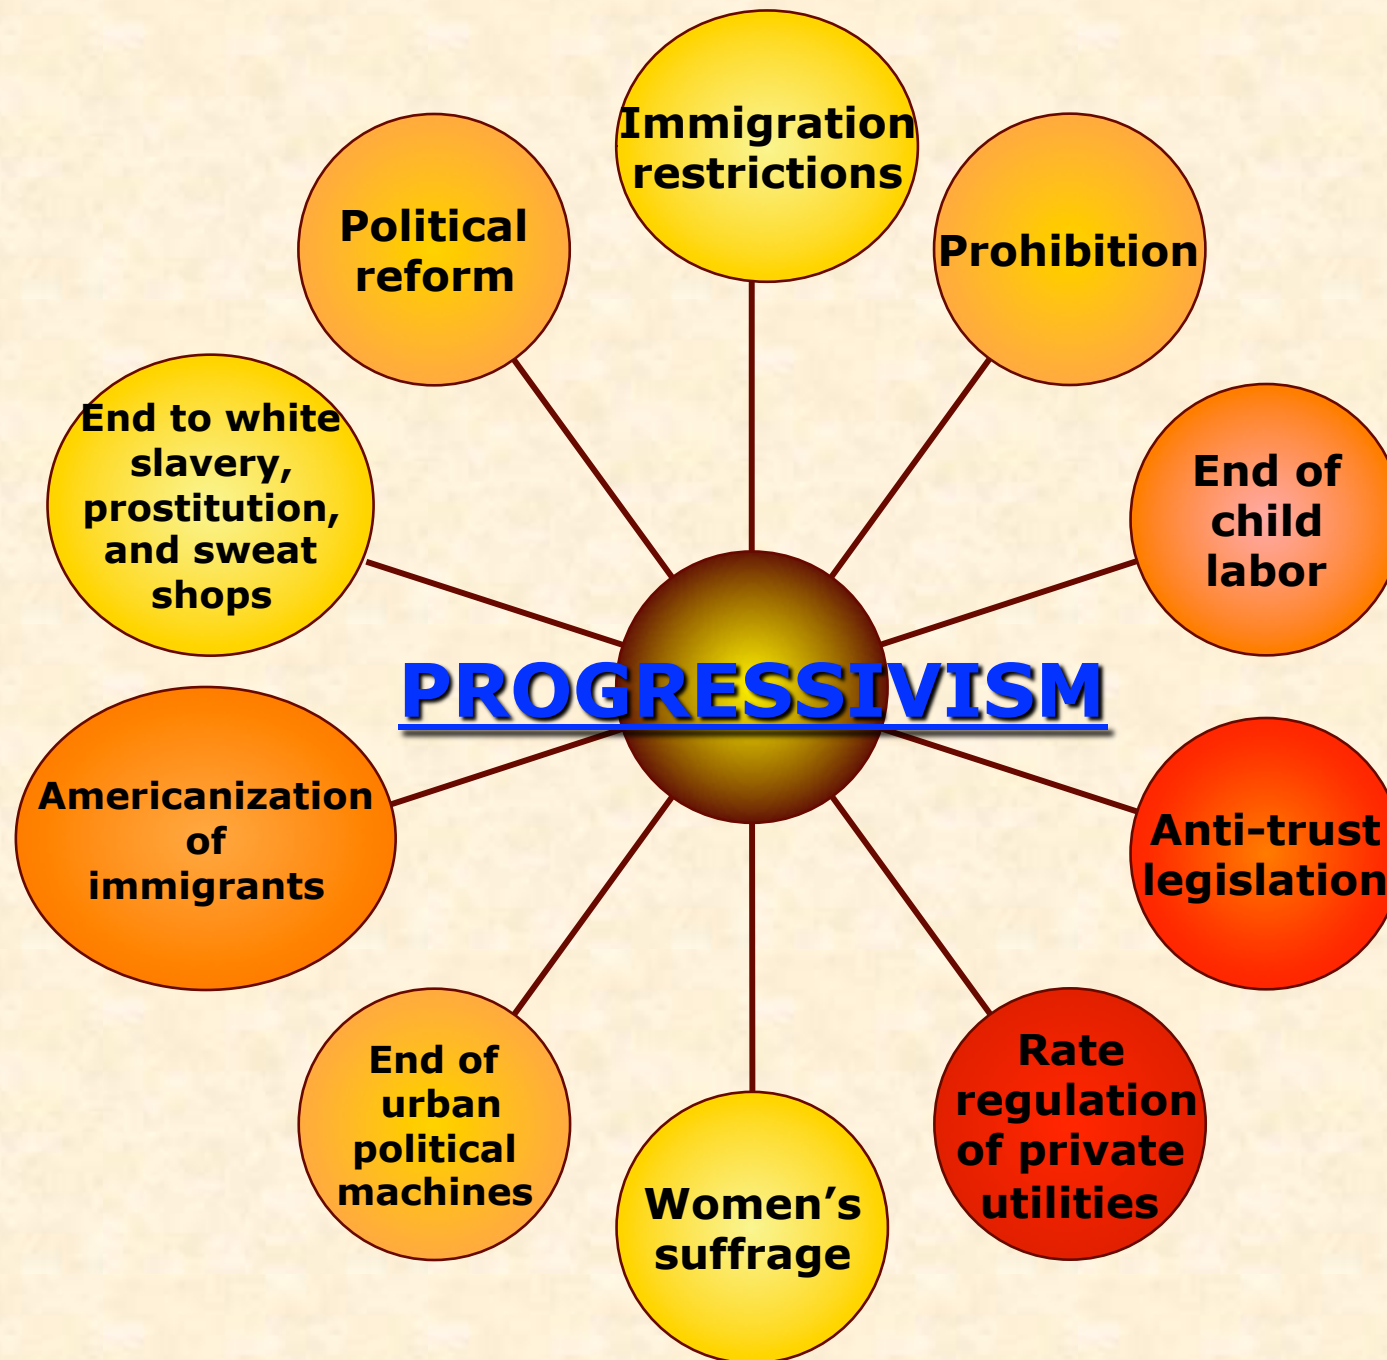 Immigration
restrictions
Prohibition
End of
child
labor
Anti-trust
legislation
Rate
regulation
of private
utilities
Women’s
suffrage
End of
urban
political
machines
Americanization
of
immigrants
End to white
slavery,
prostitution,
and sweat
shops
Political
reform
PROGRESSIVISM